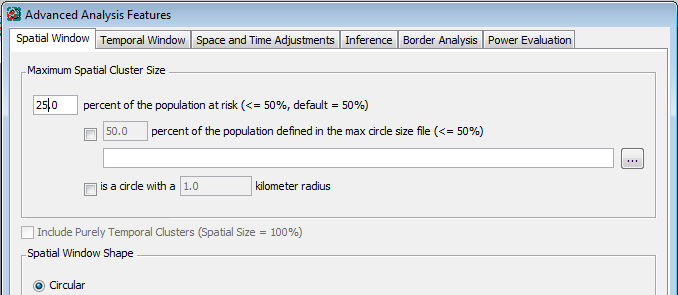 Advanced Analysis Features
Spatial Window Temporal Window Space and Time Adjustments Inference Border Analysis Power Evaluation
Maximum Spatial Cluster Size
25.0 percent of the population at risk (<= 50%, default = 50%)
50.0 percent of the population defined in the max circle size file (<= 50%)
...
is a circle with a 1.0 kilometer radius
Include Purely Temporal Clusters (Spatial Size = 100%)
Spatial Window Shape
Circular